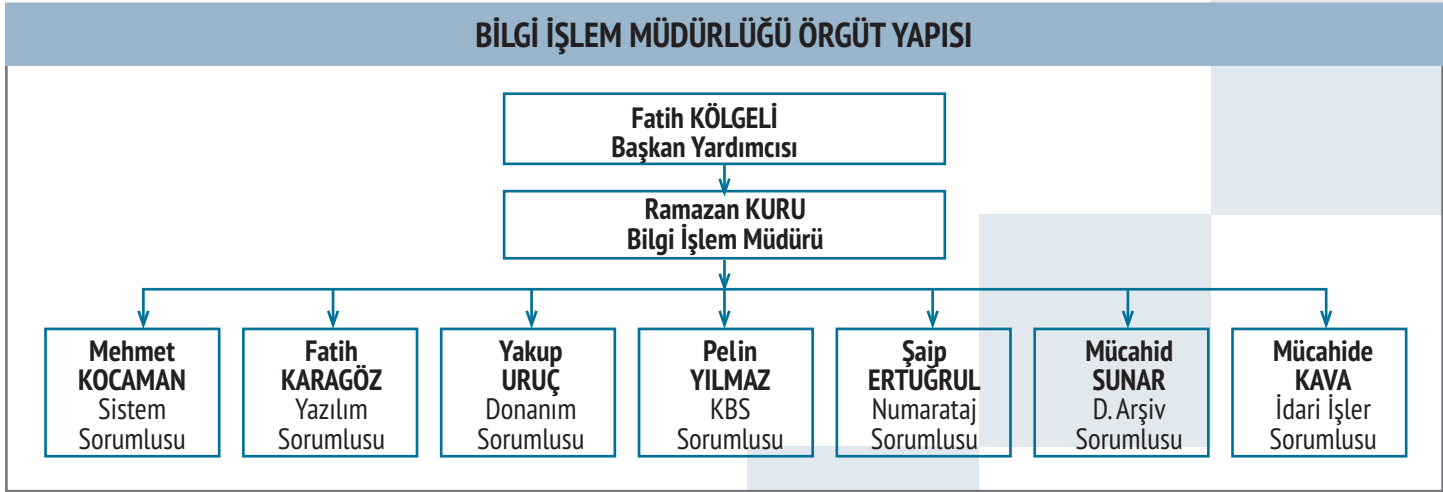 BİLGİ İŞLEM MÜDÜRLÜĞÜ ÖRGÜT YAPISI
Fatih KÖLGELİ
Başkan Yardımcısı
Ramazan KURU
Bilgi İşlem Müdürü
Mehmet
KOCAMAN
Sistem
Sorumlusu
Fatih
KARAGÖZ
Yazılım
Sorumlusu
Yakup
URUÇ
Donanım
Sorumlusu
Pelin
YILMAZ
KBS
Sorumlusu
Şaip
ERTUĞRUL
Numarataj
Sorumlusu
Mücahid
SUNAR
D. Arşiv
Sorumlusu
Mücahide
KAVA
İdari İşler
Sorumlusu